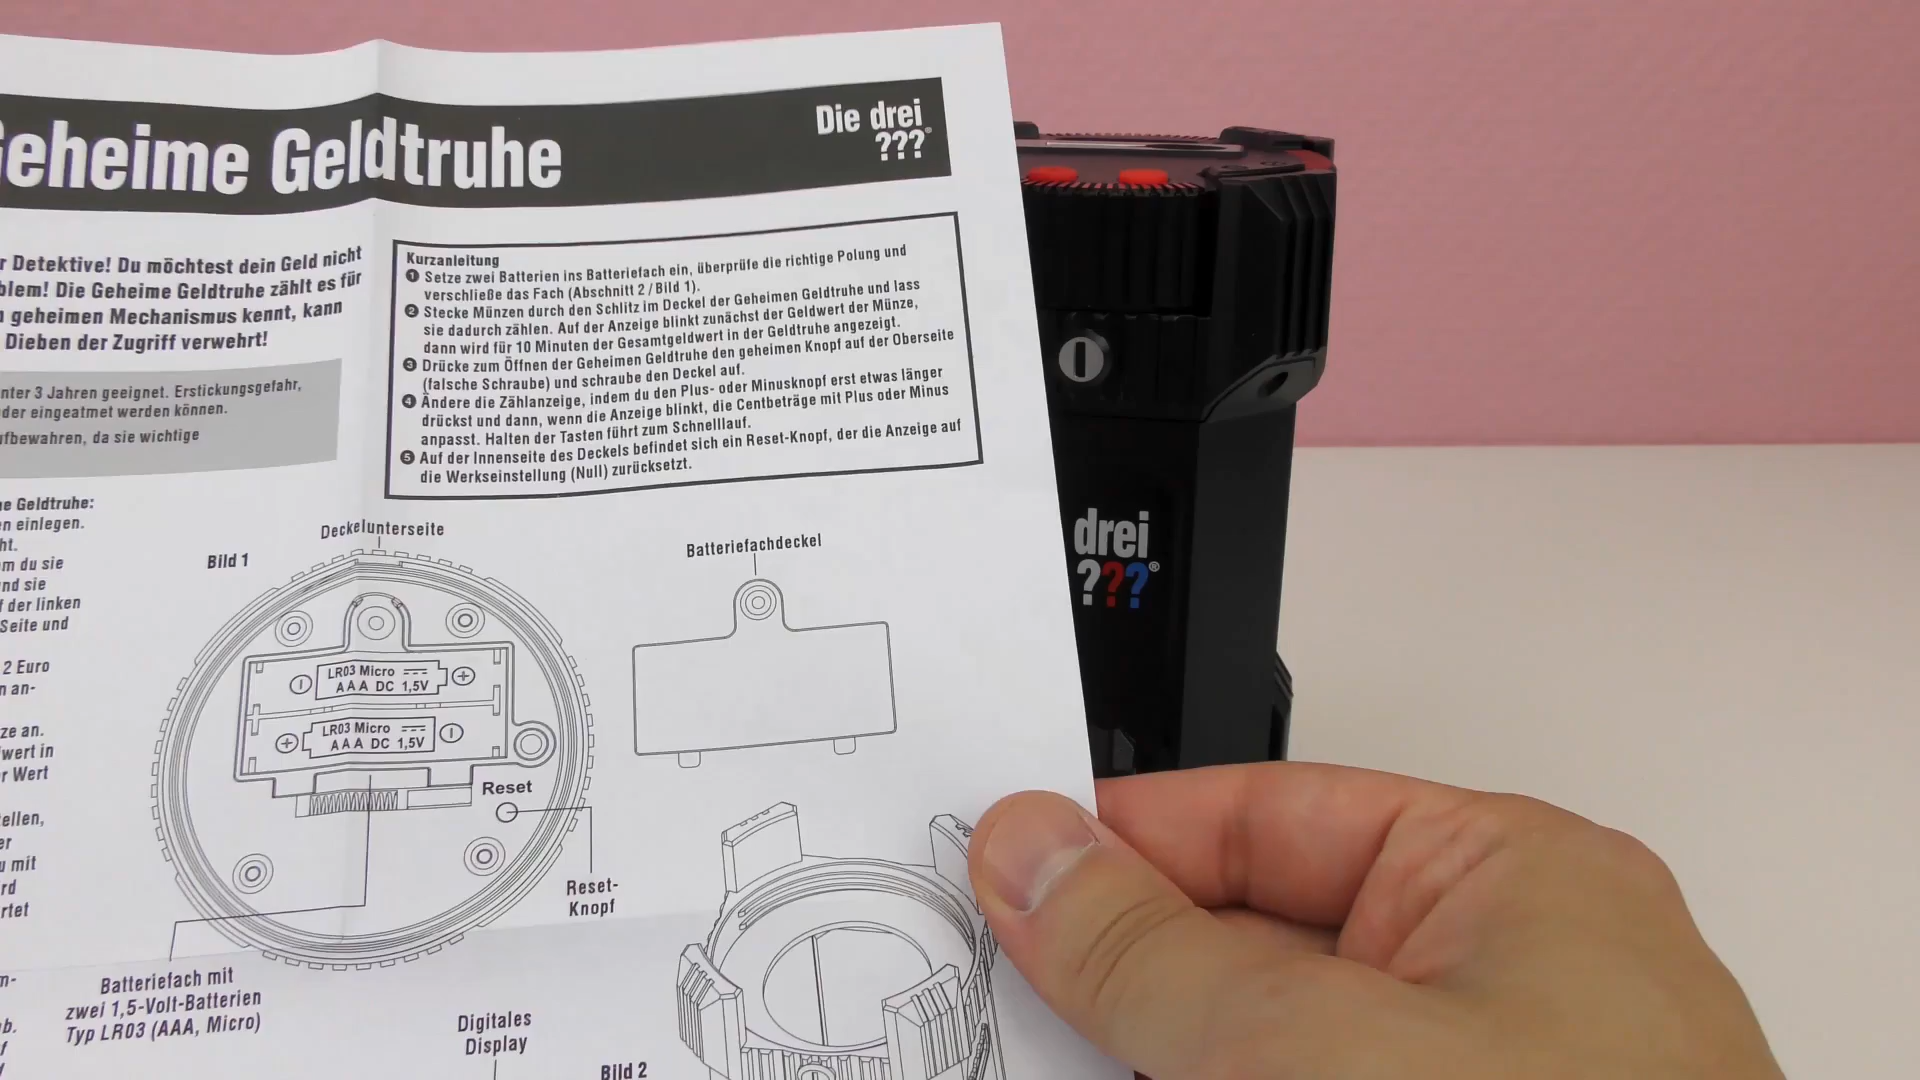 Geheime Geldtruhe
Die drei
???®
r Detektive! Du möchtest dein Geld nicht
blem! Die Geheime Geldtruhe zählt es für
n geheimen Mechanismus kennt, kann
Dieben der Zugriff verwehrt!
nter 3 Jahren geeignet. Erstickungsgefahr,
der eingeatmet werden können.
ufbewahren, da sie wichtige
Kurzanleitung
1 Setze zwei Batterien ins Batteriefach ein, überprüfe die richtige Polung und
verschließe das Fach (Abschnitt 2 / Bild 1).
2 Stecke Münzen durch den Schlitz im Deckel der Geheimen Geldtruhe und lass
sie dadurch zählen. Auf der Anzeige blinkt zunächst der Geldwert der Münze,
dann wird für 10 Minuten der Gesamtgeldwert in der Geldtruhe angezeigt.
3 Drücke zum Öffnen der Geheimen Geldtruhe den geheimen Knopf auf der Oberseite
(falsche Schraube) und schraube den Deckel auf.
4 Ändere die Zählanzeige, indem du den Plus- oder Minusknopf erst etwas länger
drückst und dann, wenn die Anzeige blinkt, die Centbeträge mit Plus oder Minus
anpasst. Halten der Tasten führt zum Schnelllauf.
5 Auf der Innenseite des Deckels befindet sich ein Reset-Knopf, der die Anzeige auf
die Werkseinstellung (Null) zurücksetzt.
ne Geldtruhe:
en einlegen.
ht.
m du sie
nd sie
f der linken
Seite und
2 Euro
n an-
ze an.
wert in
r Wert
ellen,
er
u mit
rd
rtet
m-
b.
f
Bild 1
Deckelunterseite
Batteriefachdeckel
LR03 Micro
AAA DC 1,5V
LR03 Micro
AAA DC 1,5V
Reset
Reset-
Knopf
Batteriefach mit
zwei 1,5-Volt-Batterien
Typ LR03 (AAA, Micro)
Digitales
Display
Bild 2
drei
???®